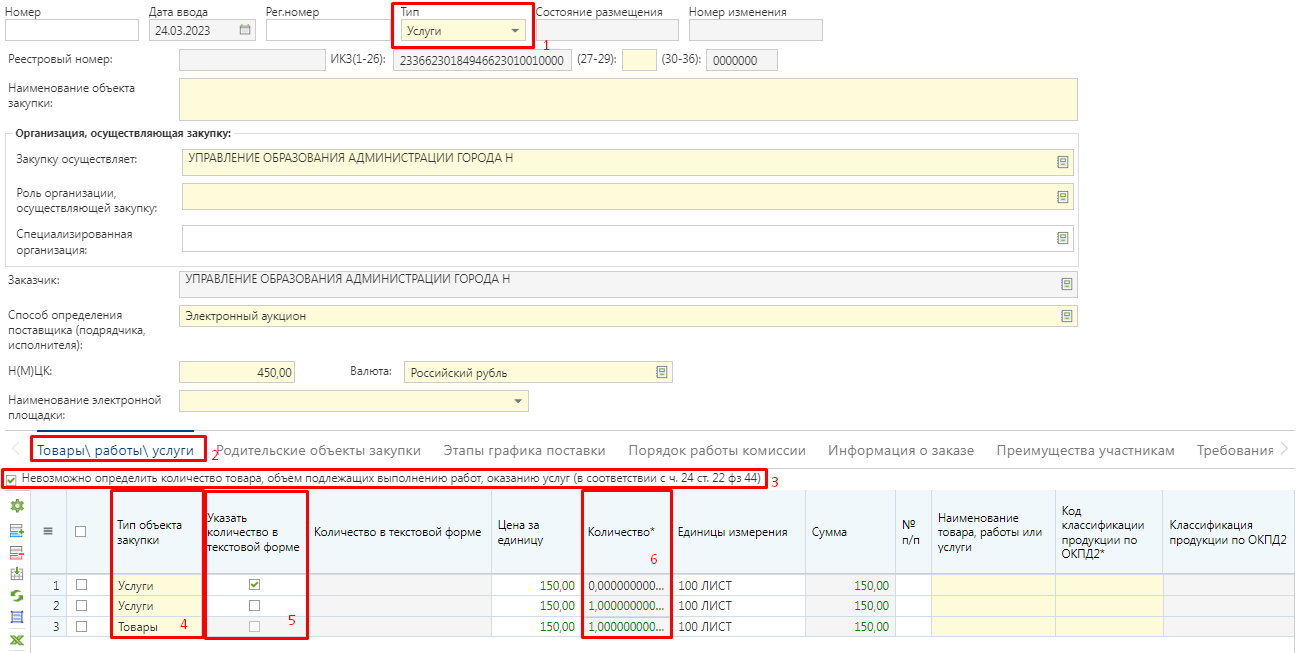 Номер Дата ввода Рег.номер Тип Состояние размещения Номер изменения
24.03.2023 Услуги 1
Реестровый номер: ИКЗ(1-26): 23366230184946623010010000 (27-29): (30-36): 0000000
Наименование объекта
закупки:
Организация, осуществляющая закупку:
Закупку осуществляет: УПРАВЛЕНИЕ ОБРАЗОВАНИЯ АДМИНИСТРАЦИИ ГОРОДА Н
Роль организации,
осуществляющей закупку:
Специализированная
организация:
Заказчик: УПРАВЛЕНИЕ ОБРАЗОВАНИЯ АДМИНИСТРАЦИИ ГОРОДА Н
Способ определения
поставщика (подрядчика,
исполнителя):
Электронный аукцион
Н(М)ЦК: 450,00 Валюта: Российский рубль
Наименование электронной
площадки:
Товары\ работы\ услуги 2 Родительские объекты закупки Этапы графика поставки Порядок работы комиссии Информация о заказе Преимущества участникам Требования
Невозможно определить количество товара, объем подлежащих выполнению работ, оказанию услуг (в соответствии с ч. 24 ст. 22 фз 44) 3
Тип объекта
закупки
Указать
количество в
текстовой форме
Количество в текстовой форме
Цена за
единицу
Количество*
6
Единицы измерения
Сумма
№
п/п
Наименование
товара, работы или
услуги
Код
классификации
продукции по
ОКПД2*
Классификация
продукции по ОКПД2
1 Услуги 150,00 0,000000000... 100 ЛИСТ 150,00
2 Услуги 150,00 1,000000000... 100 ЛИСТ 150,00
3 Товары 4 5 150,00 1,000000000... 100 ЛИСТ 150,00